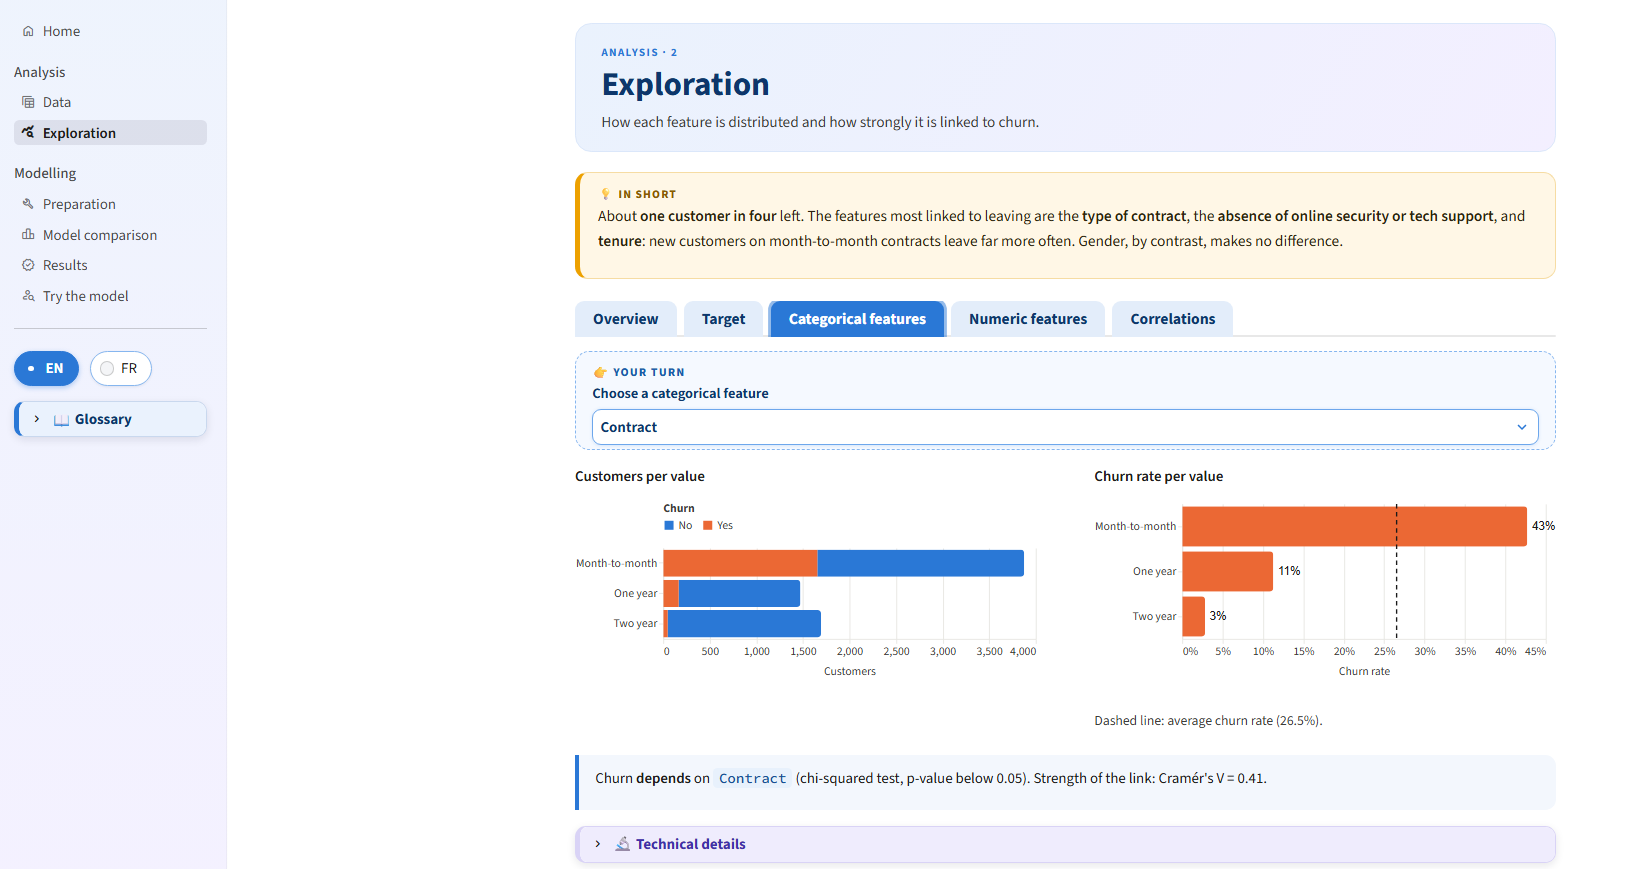 Home
Analysis
Data
Exploration
Modelling
Preparation
Model comparison
Results
Try the model
EN
FR
Glossary
ANALYSIS · 2
Exploration
How each feature is distributed and how strongly it is linked to churn.
IN SHORT
About one customer in four left. The features most linked to leaving are the type of contract, the absence of online security or tech support, and
tenure: new customers on month-to-month contracts leave far more often. Gender, by contrast, makes no difference.
Overview
Target
Categorical features
Numeric features
Correlations
YOUR TURN
Choose a categorical feature
Contract
Customers per value
Churn
No Yes
Month-to-month
One year
Two year
0 500 1,000 1,500 2,000 2,500 3,000 3,500 4,000
Customers
Churn rate per value
Month-to-month 43%
One year 11%
Two year 3%
0% 5% 10% 15% 20% 25% 30% 35% 40% 45%
Churn rate
Dashed line: average churn rate (26.5%).
Churn depends on Contract (chi-squared test, p-value below 0.05). Strength of the link: Cramér's V = 0.41.
Technical details